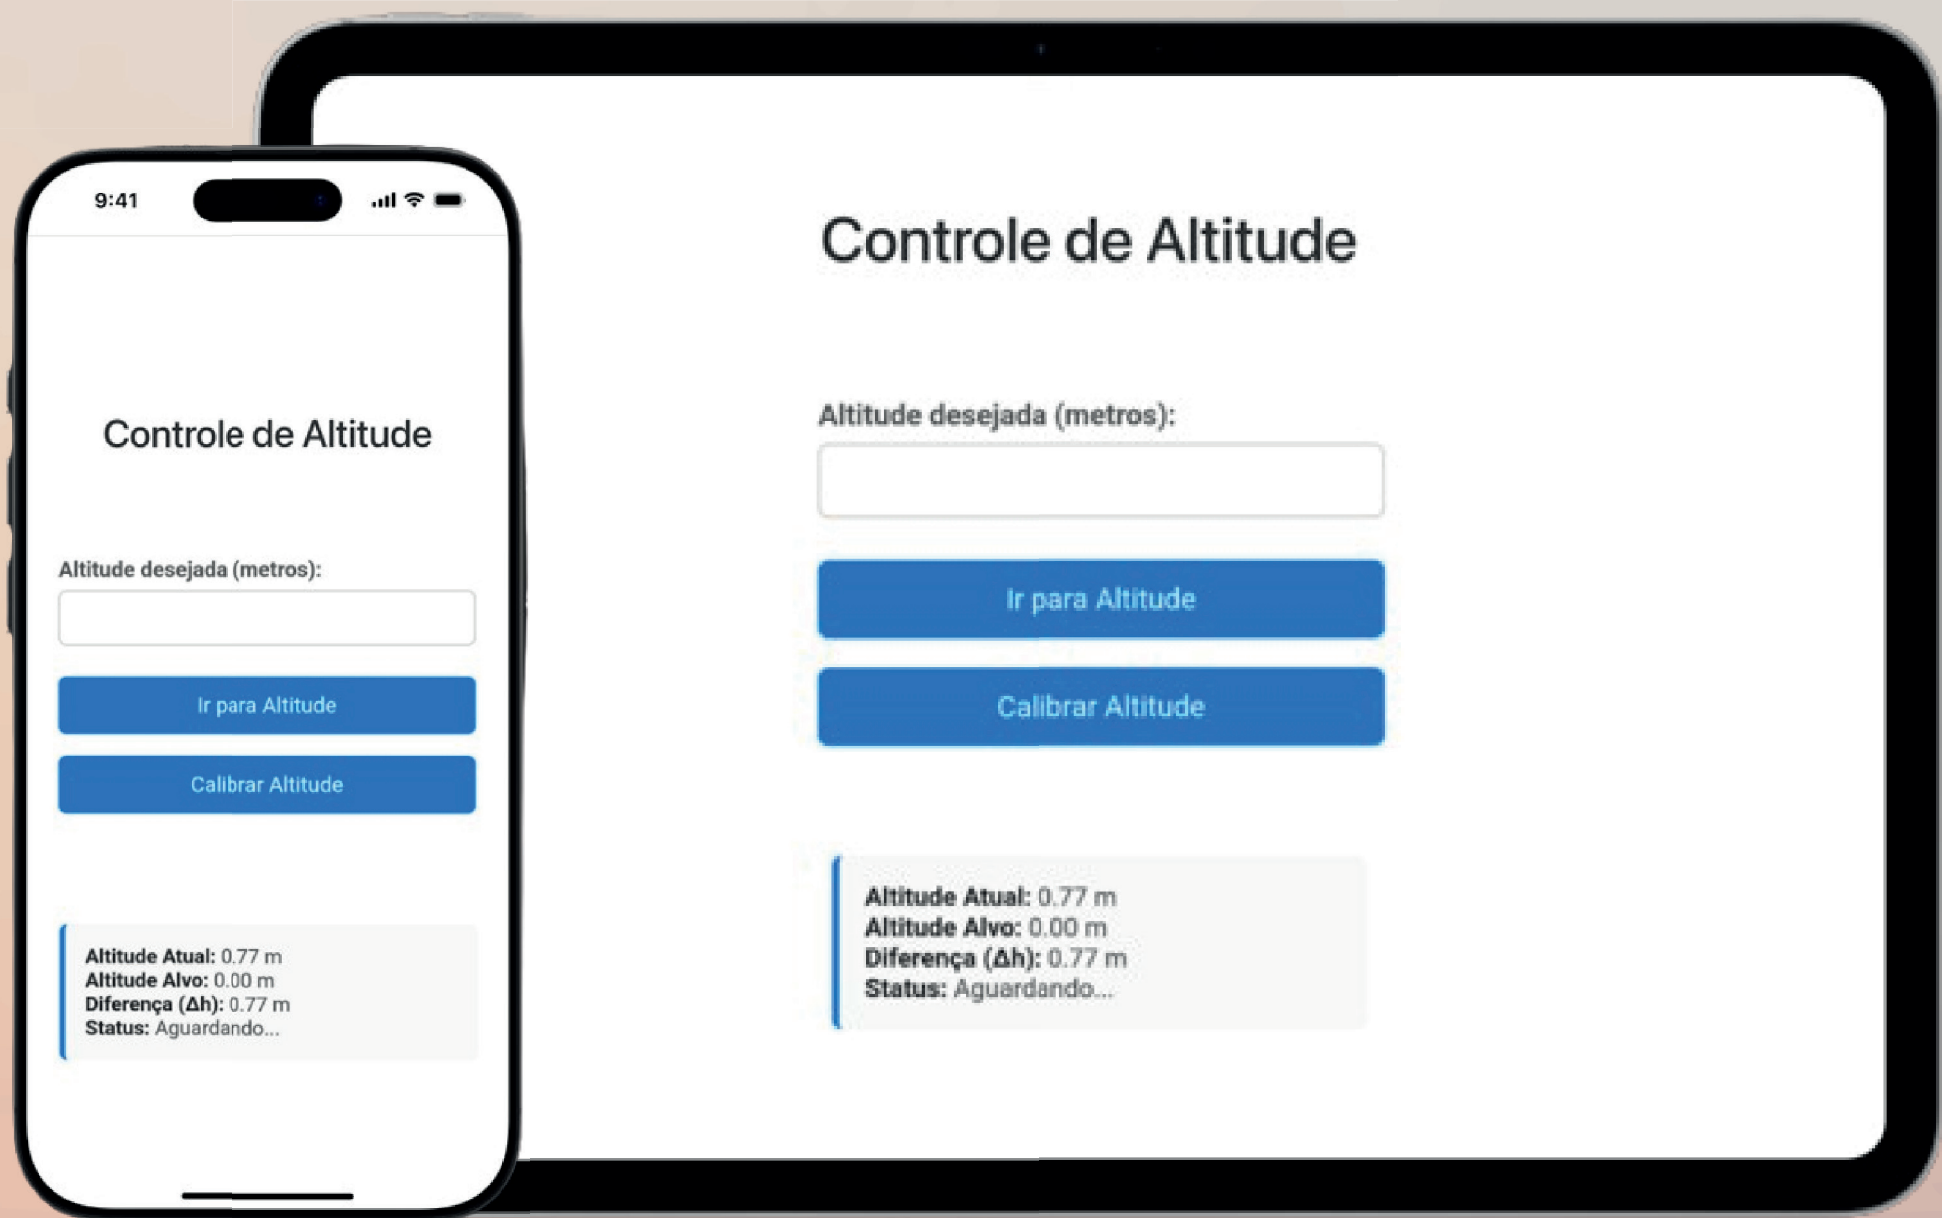 9:41
Controle de Altitude
Altitude desejada (metros):
Ir para Altitude
Calibrar Altitude
Altitude Atual: 0.77 m
Altitude Alvo: 0.00 m
Diferença (Δh): 0.77 m
Status: Aguardando...
Controle de Altitude
Altitude desejada (metros):
Ir para Altitude
Calibrar Altitude
Altitude Atual: 0.77 m
Altitude Alvo: 0.00 m
Diferença (Δh): 0.77 m
Status: Aguardando...